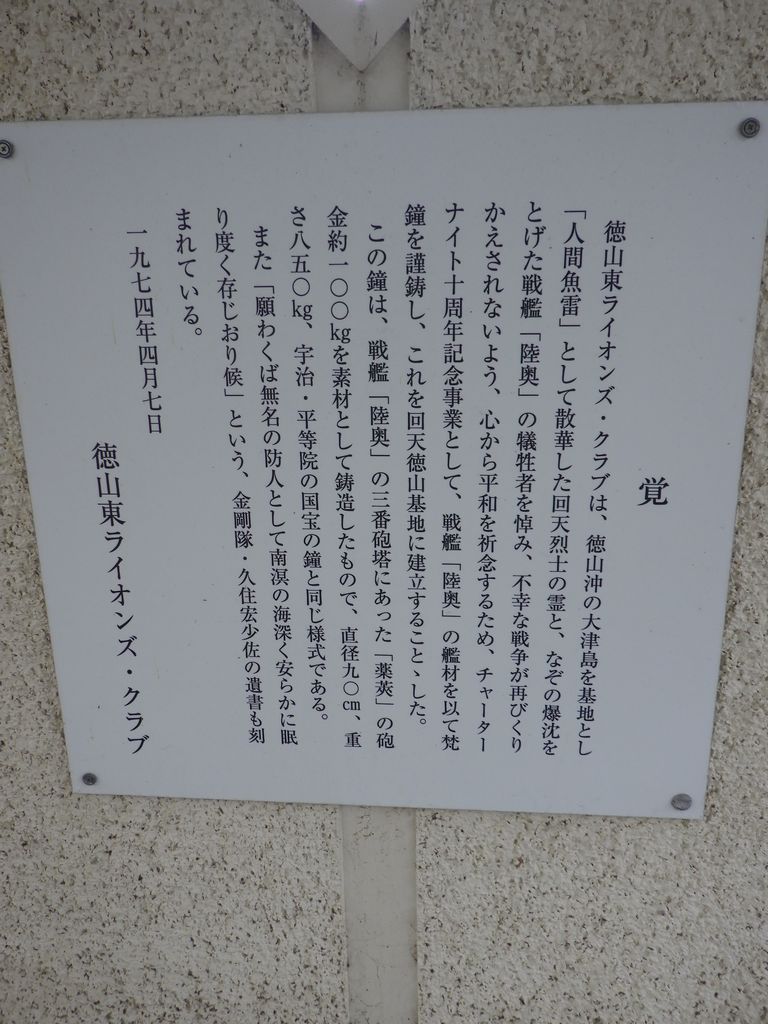 覚
徳山東ライオンズ・クラブは、徳山沖の大津島を基地とし
「人間魚雷」として散華した回天烈士の霊と、なぞの爆沈を
とげた戦艦「陸奥」の犠牲者を悼み、不幸な戦争が再びくり
かえされないよう、心から平和を祈念するため、チャーター
ナイト十周年記念事業として、戦艦「陸奥」の艦材を以て梵
鐘を謹鋳し、これを回天徳山基地に建立することゝした。
この鐘は、戦艦「陸奥」の三番砲塔にあった「薬莢」の砲
金約一〇〇kgを素材として鋳造したもので、直径九〇cm、重
さ八五〇kg、宇治・平等院の国宝の鐘と同じ様式である。
また「願わくば無名の防人として南溟の海深く安らかに眠
り度く存じおり候」という、金剛隊・久住宏少佐の遺書も刻
まれている。
一九七四年四月七日
徳山東ライオンズ・クラブ